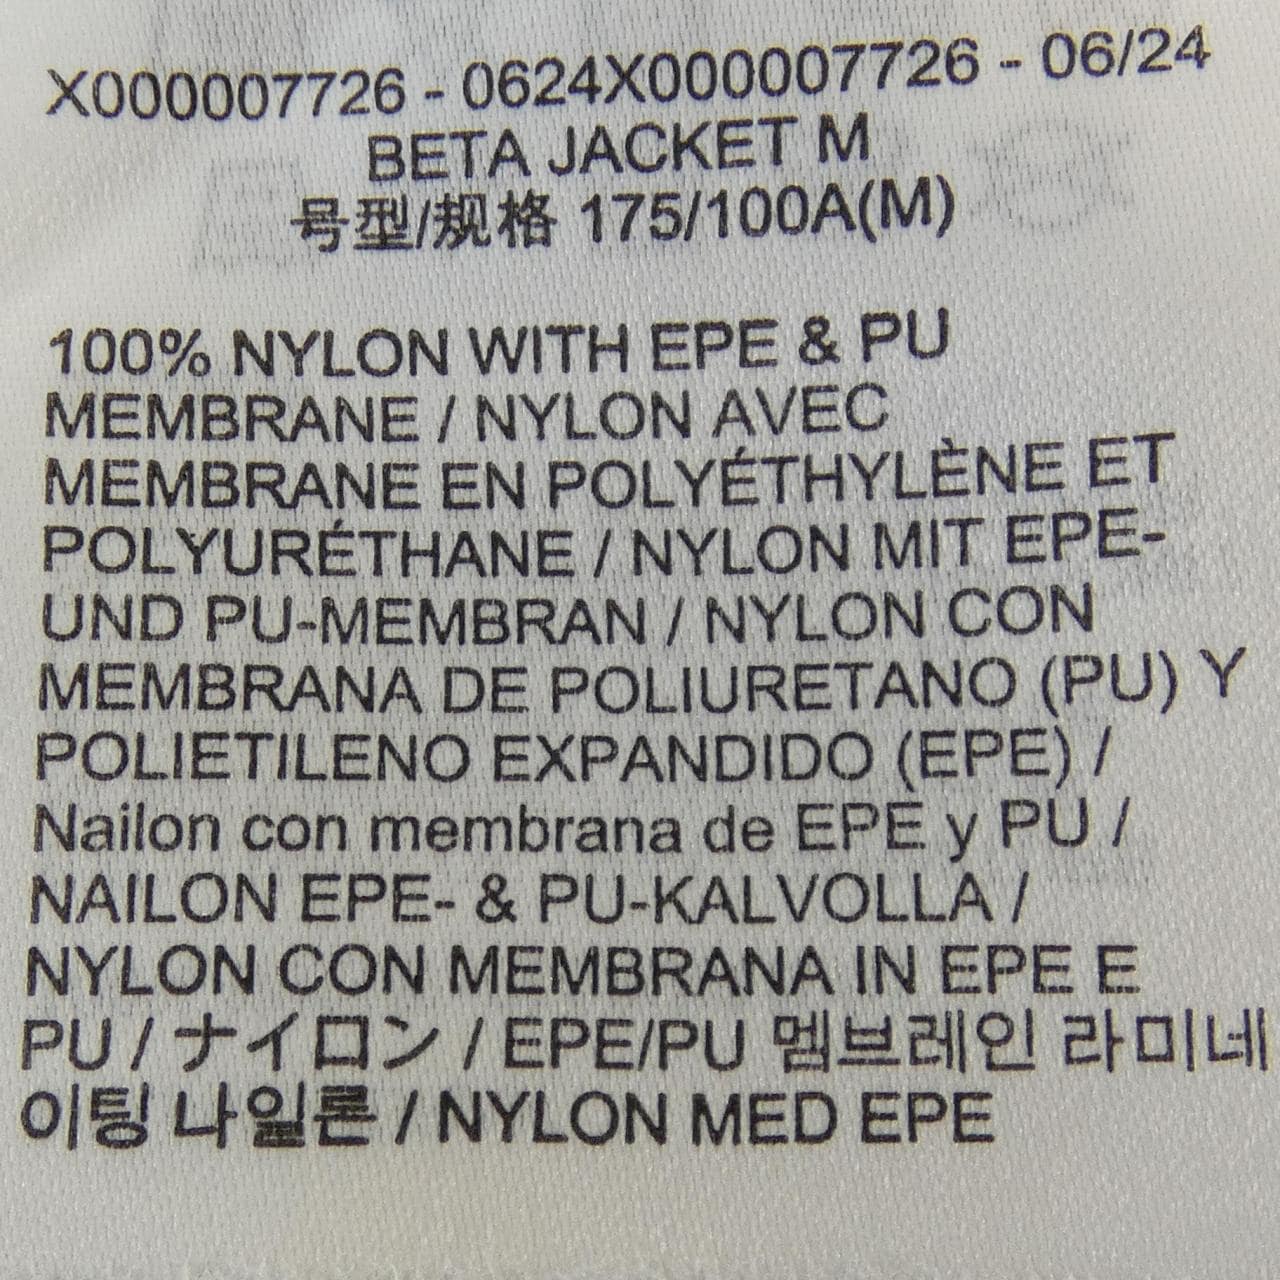 X000007726 - 0624X000007726 - 06/24
BETA JACKET M
号型/规格 175/100A(M)
100% NYLON WITH EPE & PU
MEMBRANE / NYLON AVEC
MEMBRANE EN POLYÉTHYLÈNE ET
POLYURÉTHANE / NYLON MIT EPE-
UND PU-MEMBRAN / NYLON CON
MEMBRANA DE POLIURETANO (PU) Y
POLIETILENO EXPANDIDO (EPE) /
Nailon con membrana de EPE y PU /
NAILON EPE- & PU-KALVOLLA /
NYLON CON MEMBRANA IN EPE E
PU / ナイロン / EPE/PU 멤브레인 라미네
이팅 나일론 / NYLON MED EPE